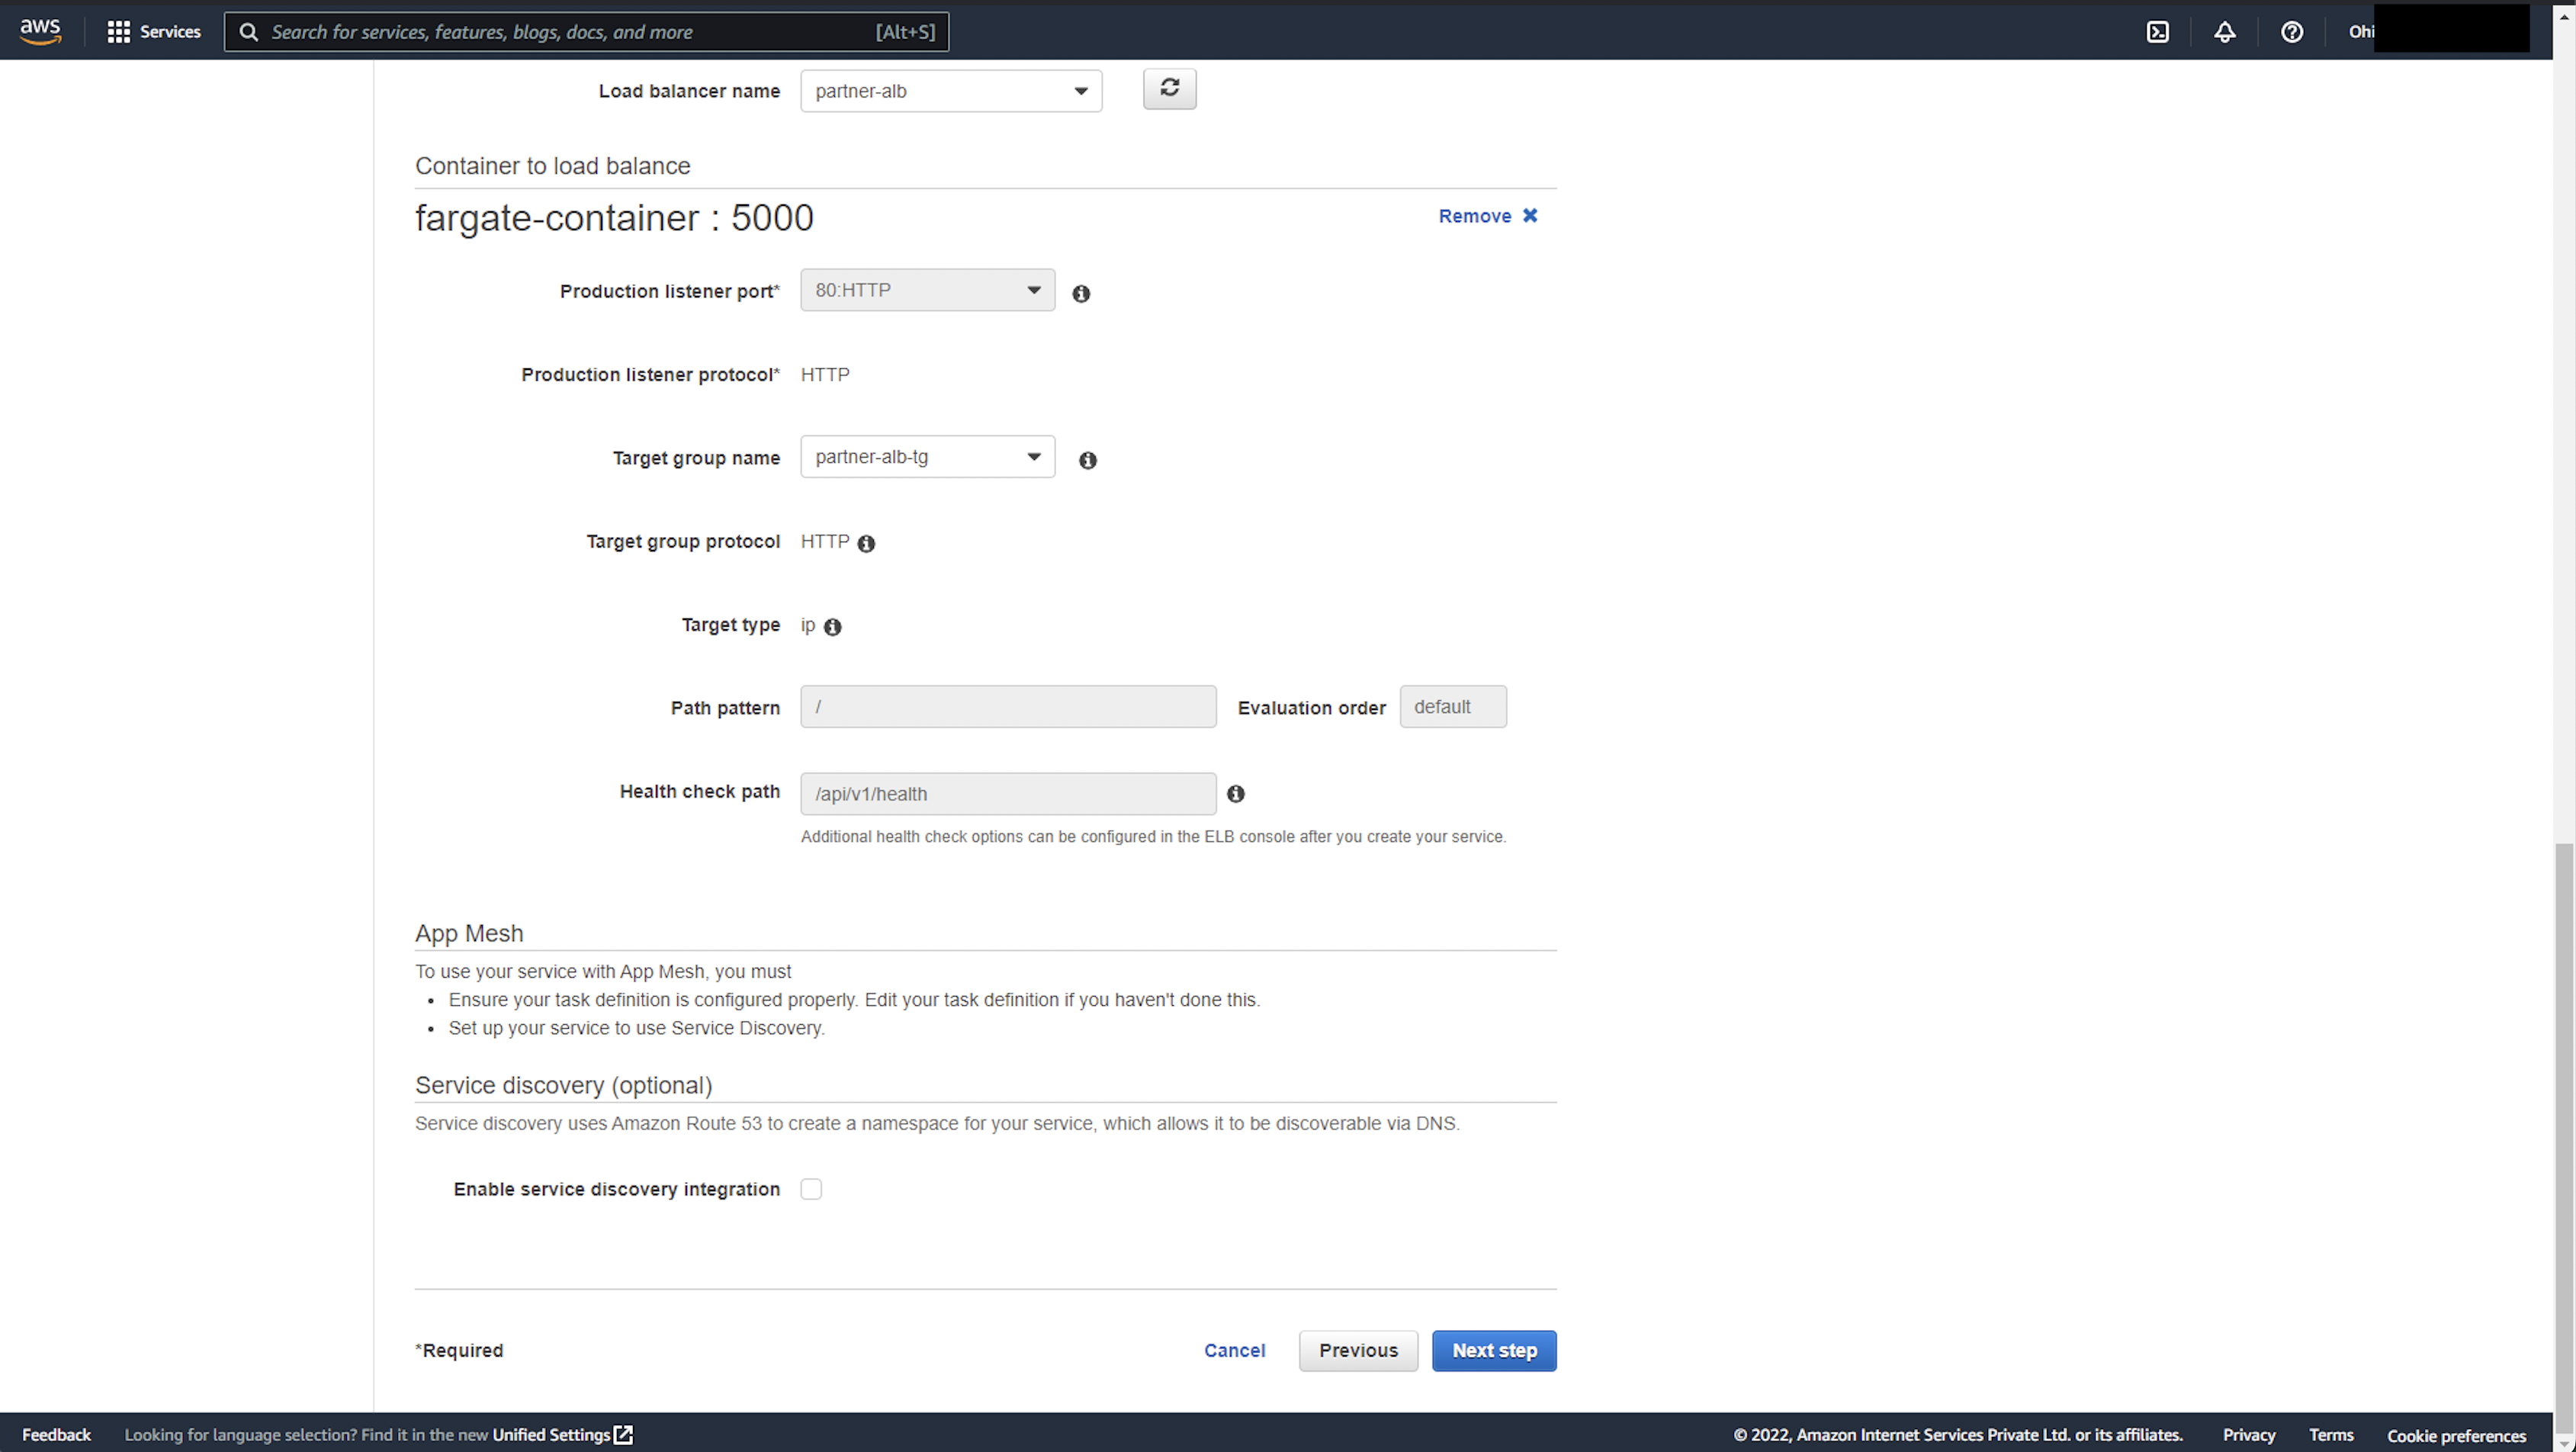 aws Services Search for services, features, blogs, docs, and more [Alt+S] Ohi
Load balancer name partner-alb
Container to load balance
fargate-container : 5000 Remove
Production listener port* 80:HTTP
Production listener protocol* HTTP
Target group name partner-alb-tg
Target group protocol HTTP
Target type ip
Path pattern / Evaluation order default
Health check path /api/v1/health
Additional health check options can be configured in the ELB console after you create your service.
App Mesh
To use your service with App Mesh, you must
• Ensure your task definition is configured properly. Edit your task definition if you haven't done this.
• Set up your service to use Service Discovery.
Service discovery (optional)
Service discovery uses Amazon Route 53 to create a namespace for your service, which allows it to be discoverable via DNS.
Enable service discovery integration
*Required Cancel Previous Next step
Feedback Looking for language selection? Find it in the new Unified Settings © 2022, Amazon Internet Services Private Ltd. or its affiliates. Privacy Terms Cookie preferences